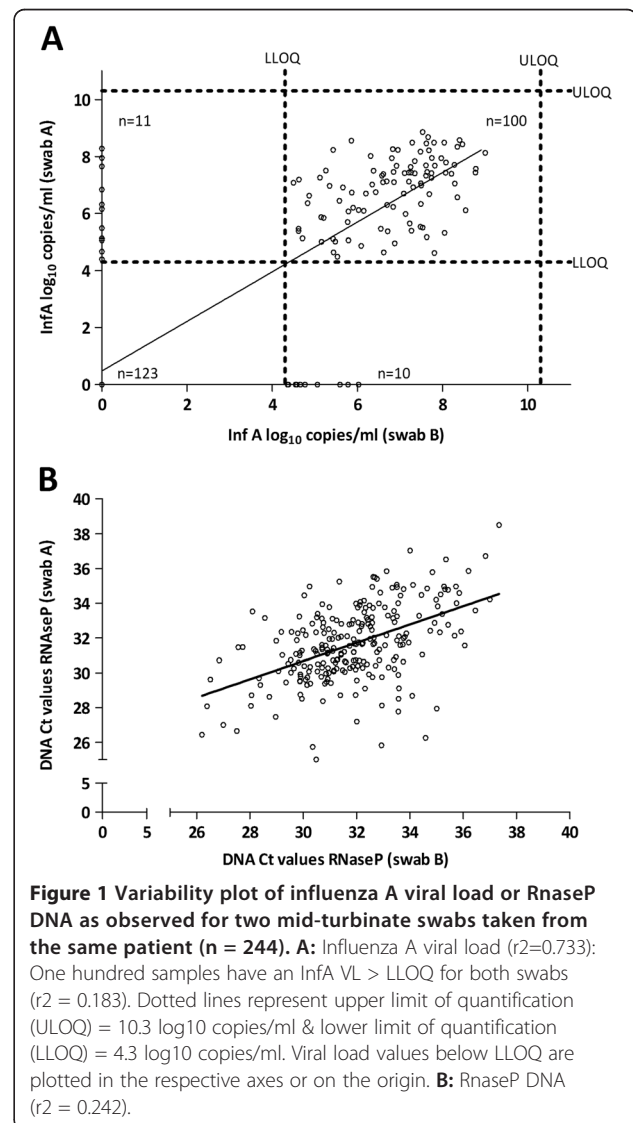 A
LLOQ
ULOQ
10
ULOQ
n=11
n=100
8
6
4
LLOQ
2
n=123
n=10
0
0
2
4
6
8
10
InfA log10 copies/ml (swab A)
Inf A log10 copies/ml (swab B)
B
40
38
36
34
32
30
28
26
5
0
0
5
26
28
30
32
34
36
38
40
DNA Ct values RNAseP (swab A)
DNA Ct values RNaseP (swab B)
Figure 1 Variability plot of influenza A viral load or RnaseP
DNA as observed for two mid-turbinate swabs taken from
the same patient (n = 244). A: Influenza A viral load (r2=0.733):
One hundred samples have an InfA VL > LLOQ for both swabs
(r2 = 0.183). Dotted lines represent upper limit of quantification
(ULOQ) = 10.3 log10 copies/ml & lower limit of quantification
(LLOQ) = 4.3 log10 copies/ml. Viral load values below LLOQ are
plotted in the respective axes or on the origin. B: RnaseP DNA
(r2 = 0.242).